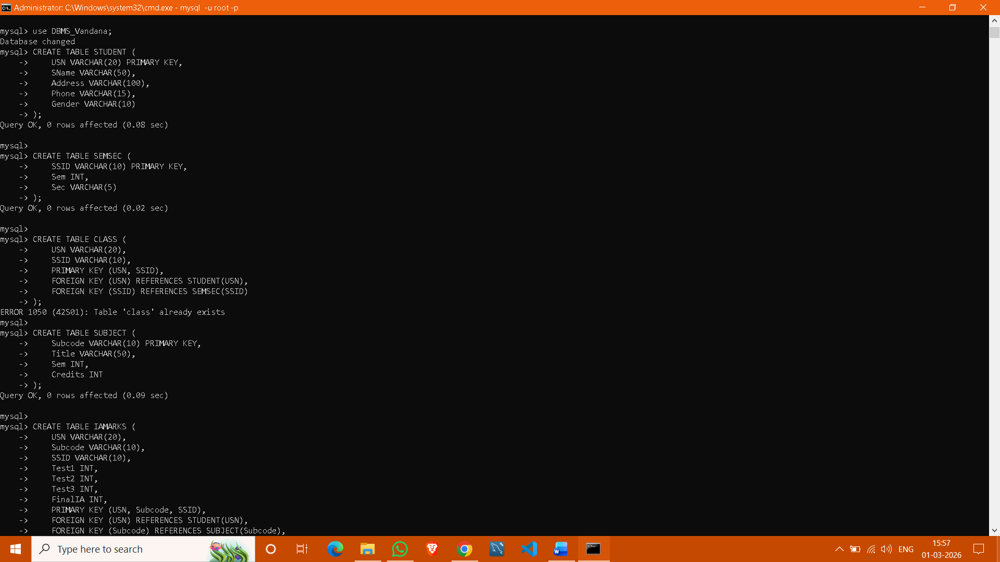 Administrator: C:\Windows\system32\cmd.exe - mysql  -u root -p
mysql> use DBMS_Vandana;
Database changed
mysql> CREATE TABLE STUDENT (
    ->     USN VARCHAR(20) PRIMARY KEY,
    ->     SName VARCHAR(50),
    ->     Address VARCHAR(100),
    ->     Phone VARCHAR(15),
    ->     Gender VARCHAR(10)
    -> );
Query OK, 0 rows affected (0.08 sec)
mysql>
mysql> CREATE TABLE SEMSEC (
    ->     SSID VARCHAR(10) PRIMARY KEY,
    ->     Sem INT,
    ->     Sec VARCHAR(5)
    -> );
Query OK, 0 rows affected (0.02 sec)
mysql>
mysql> CREATE TABLE CLASS (
    ->     USN VARCHAR(20),
    ->     SSID VARCHAR(10),
    ->     PRIMARY KEY (USN, SSID),
    ->     FOREIGN KEY (USN) REFERENCES STUDENT(USN),
    ->     FOREIGN KEY (SSID) REFERENCES SEMSEC(SSID)
    -> );
ERROR 1050 (42S01): Table 'class' already exists
mysql>
mysql> CREATE TABLE SUBJECT (
    ->     Subcode VARCHAR(10) PRIMARY KEY,
    ->     Title VARCHAR(50),
    ->     Sem INT,
    ->     Credits INT
    -> );
Query OK, 0 rows affected (0.09 sec)
mysql>
mysql> CREATE TABLE IAMARKS (
    ->     USN VARCHAR(20),
    ->     Subcode VARCHAR(10),
    ->     SSID VARCHAR(10),
    ->     Test1 INT,
    ->     Test2 INT,
    ->     Test3 INT,
    ->     FinalIA INT,
    ->     PRIMARY KEY (USN, Subcode, SSID),
    ->     FOREIGN KEY (USN) REFERENCES STUDENT(USN),
    ->     FOREIGN KEY (Subcode) REFERENCES SUBJECT(Subcode),
Type here to search
ENG
15:57
01-03-2026